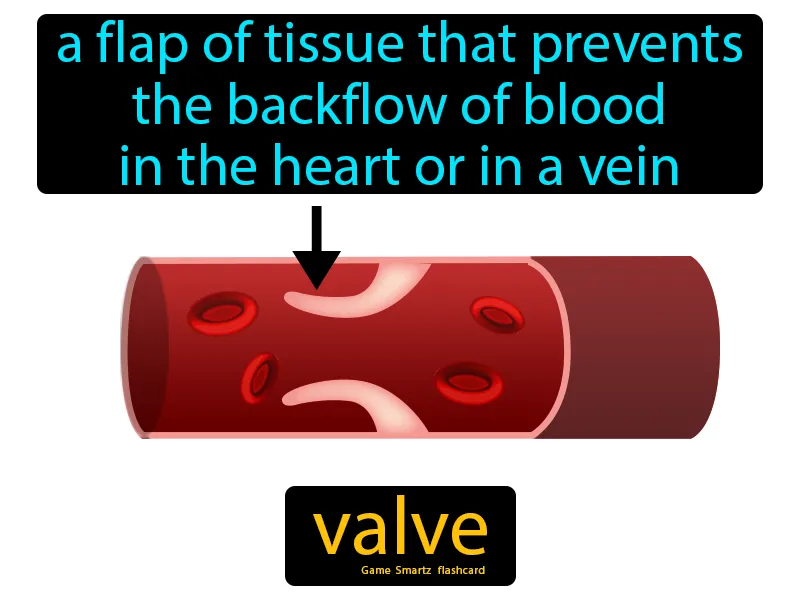 a flap of tissue that prevents
the backflow of blood
in the heart or in a vein
valve
Game Smartz flashcard